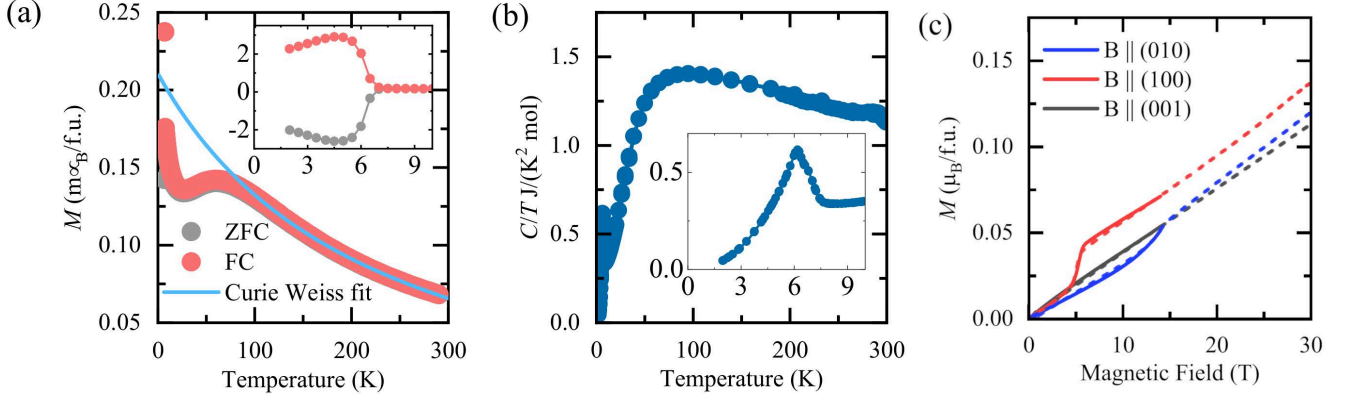 (a)
0.25
0.20
0.15
0.10
0.05
M (m∝B/f.u.)
2
0
-2
0 3 6 9
ZFC
FC
Curie Weiss fit
0 100 200 300
Temperature (K)
(b)
1.5
1.0
0.5
0.0
C/T J/(K² mol)
0.5
0.0
3 6 9
0 100 200 300
Temperature (K)
(c)
0.15
0.10
0.05
0.00
M (μB/f.u.)
B || (010)
B || (100)
B || (001)
0 5 10 15 20 25 30
Magnetic Field (T)